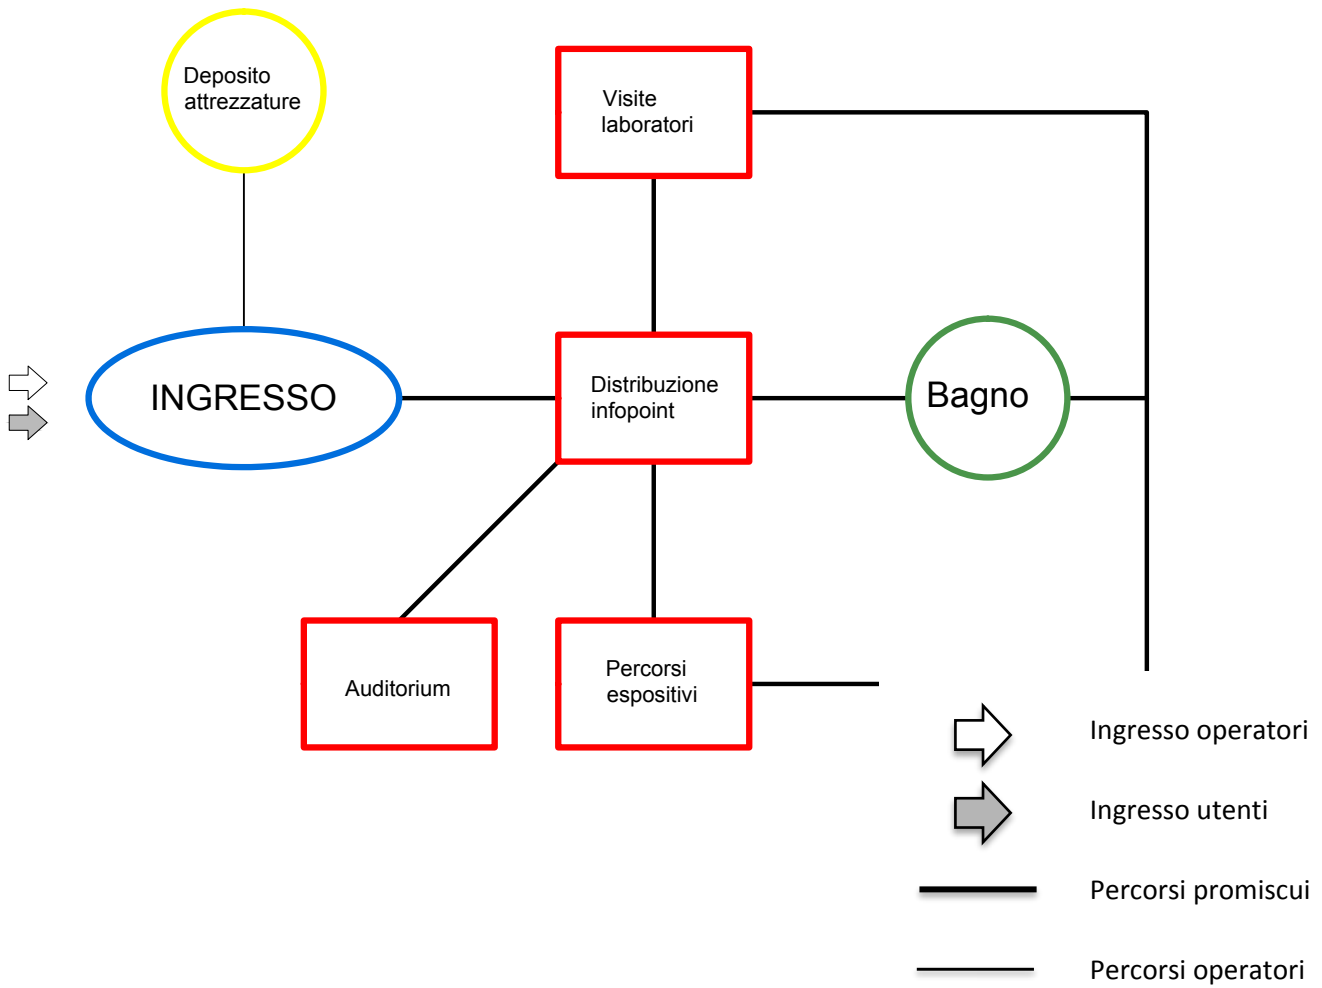 Deposito
attrezzature
Visite
laboratori
INGRESSO
Distribuzione
infopoint
Bagno
Auditorium
Percorsi
espositivi
Ingresso operatori
Ingresso utenti
Percorsi promiscui
Percorsi operatori